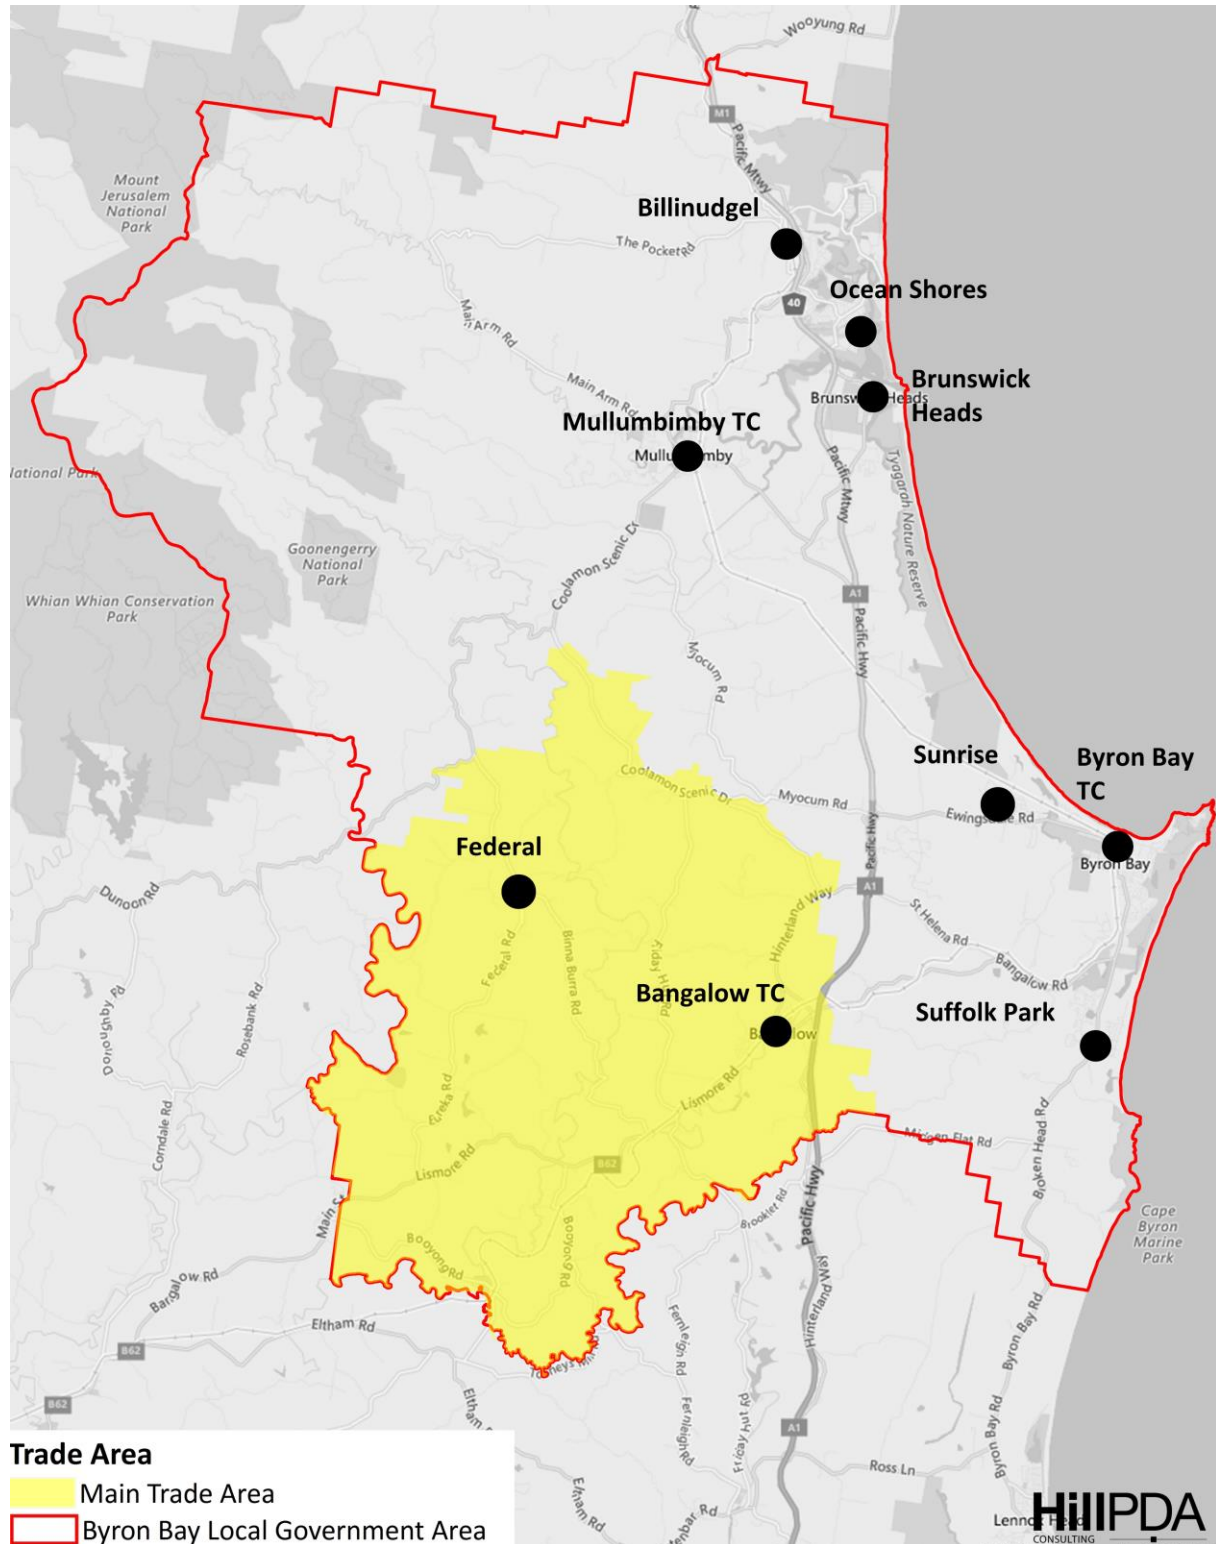 Wooyung Rd
M1
Pacific Mtwy
Mount
Jerusalem
National
Park
Billinudgel
The Pocket Rd
Ocean Shores
40
Main Arm Rd
Brunswick
Heads
Main Arm Rd
Mullumbimby TC
Pacific Mtwy
Tyagarah Nature Reserve
National Park
Coolamon Scenic Dr
Goonengerry
National
Park
Whian Whian Conservation
Park
A1
Pacific Hwy
Myocum Rd
Sunrise
Byron Bay
TC
Coolamon Scenic Dr
Myocum Rd
Pacific Hwy
Byron Bay
Federal
Dunoon Rd
A1
Hinterland Way
St Helena Rd
Federal Rd
Binna Burra Rd
Bangalow Rd
Bangalow TC
Rosebank Rd
Suffolk Park
Lismore Rd
Corndale Rd
Lismore Rd
B62
Broken Head Rd
Pacific Hwy
Brooklet Rd
Cape
Byron
Marine
Park
Booyong Rd
Booyong Rd
Bangalow Rd
Eltham Rd
B62
Fernleigh Rd
Hinterland Way
Byron Bay Rd
B62
Fernleigh Rd
Friday Hut Rd
A1
Byron Bay Rd
Ross Ln
Trade Area
Main Trade Area
Byron Bay Local Government Area
HillPDA
CONSULTING